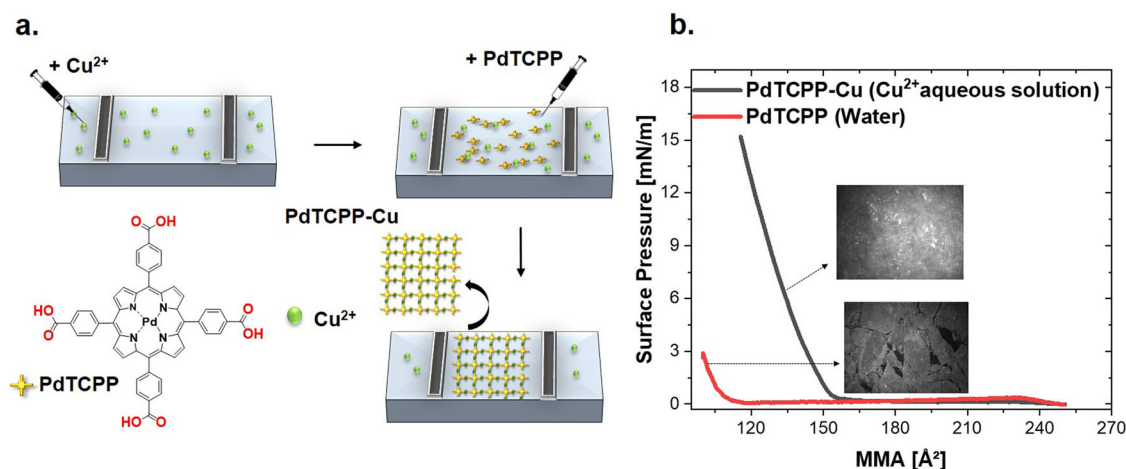 a.
+ Cu²⁺
+ PdTCPP
PdTCPP-Cu
Cu²⁺
O
OH
HO
O
N
N
Pd
N
N
O
OH
HO
O
PdTCPP
b.
PdTCPP-Cu (Cu²⁺aqueous solution)
PdTCPP (Water)
Surface Pressure [mN/m]
18
15
12
9
6
3
0
120
150
180
210
240
270
MMA [Å²]